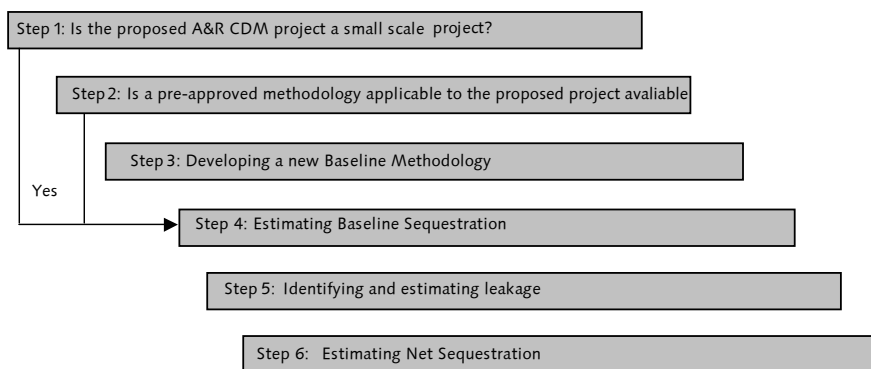 Step 1: Is the proposed A&R CDM project a small scale project?
Step 2: Is a pre-approved methodology applicable to the proposed project avaliable
Step 3: Developing a new Baseline Methodology
Yes
Step 4: Estimating Baseline Sequestration
Step 5: Identifying and estimating leakage
Step 6: Estimating Net Sequestration